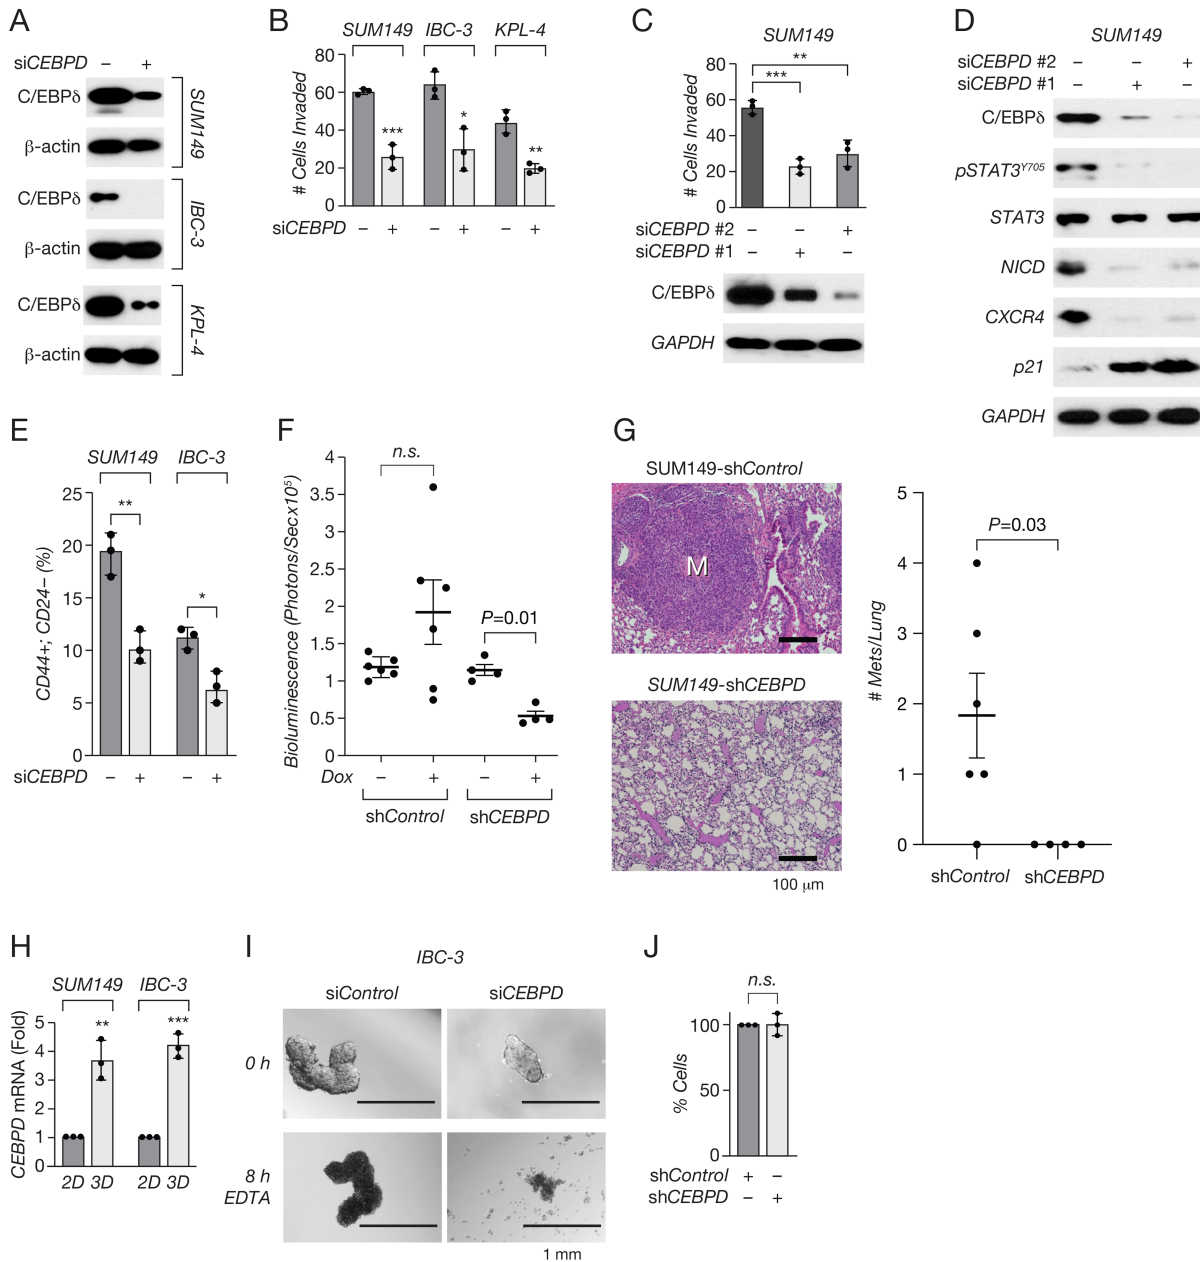 A
siCEBPD − +
C/EBPδ
β-actin
SUM149
C/EBPδ
β-actin
IBC-3
C/EBPδ
β-actin
KPL-4
B
SUM149 IBC-3 KPL-4
# Cells Invaded
80
60
40
20
0
*** * **
siCEBPD − + − + − +
C
SUM149
# Cells Invaded
80
60
40
20
0
**
***
siCEBPD #2 − − +
siCEBPD #1 − + −
C/EBPδ
GAPDH
D
SUM149
siCEBPD #2 − − +
siCEBPD #1 − + −
C/EBPδ
pSTAT3Y705
STAT3
NICD
CXCR4
p21
GAPDH
E
SUM149 IBC-3
CD44+; CD24− (%)
25
20
15
10
5
0
**
*
siCEBPD − + − +
F
Bioluminescence (Photons/Secx10⁵)
4
3.5
3
2.5
2
1.5
1
0.5
0
n.s.
P=0.01
Dox − + − +
shControl shCEBPD
G
SUM149-shControl
M
SUM149-shCEBPD
100 μm
# Mets/Lung
5
4
3
2
1
0
P=0.03
shControl shCEBPD
H
SUM149 IBC-3
CEBPD mRNA (Fold)
5
4
3
2
1
0
** ***
2D 3D 2D 3D
I
IBC-3
siControl siCEBPD
0 h
8 h
EDTA
1 mm
J
n.s.
% Cells
100
50
0
shControl + −
shCEBPD − +